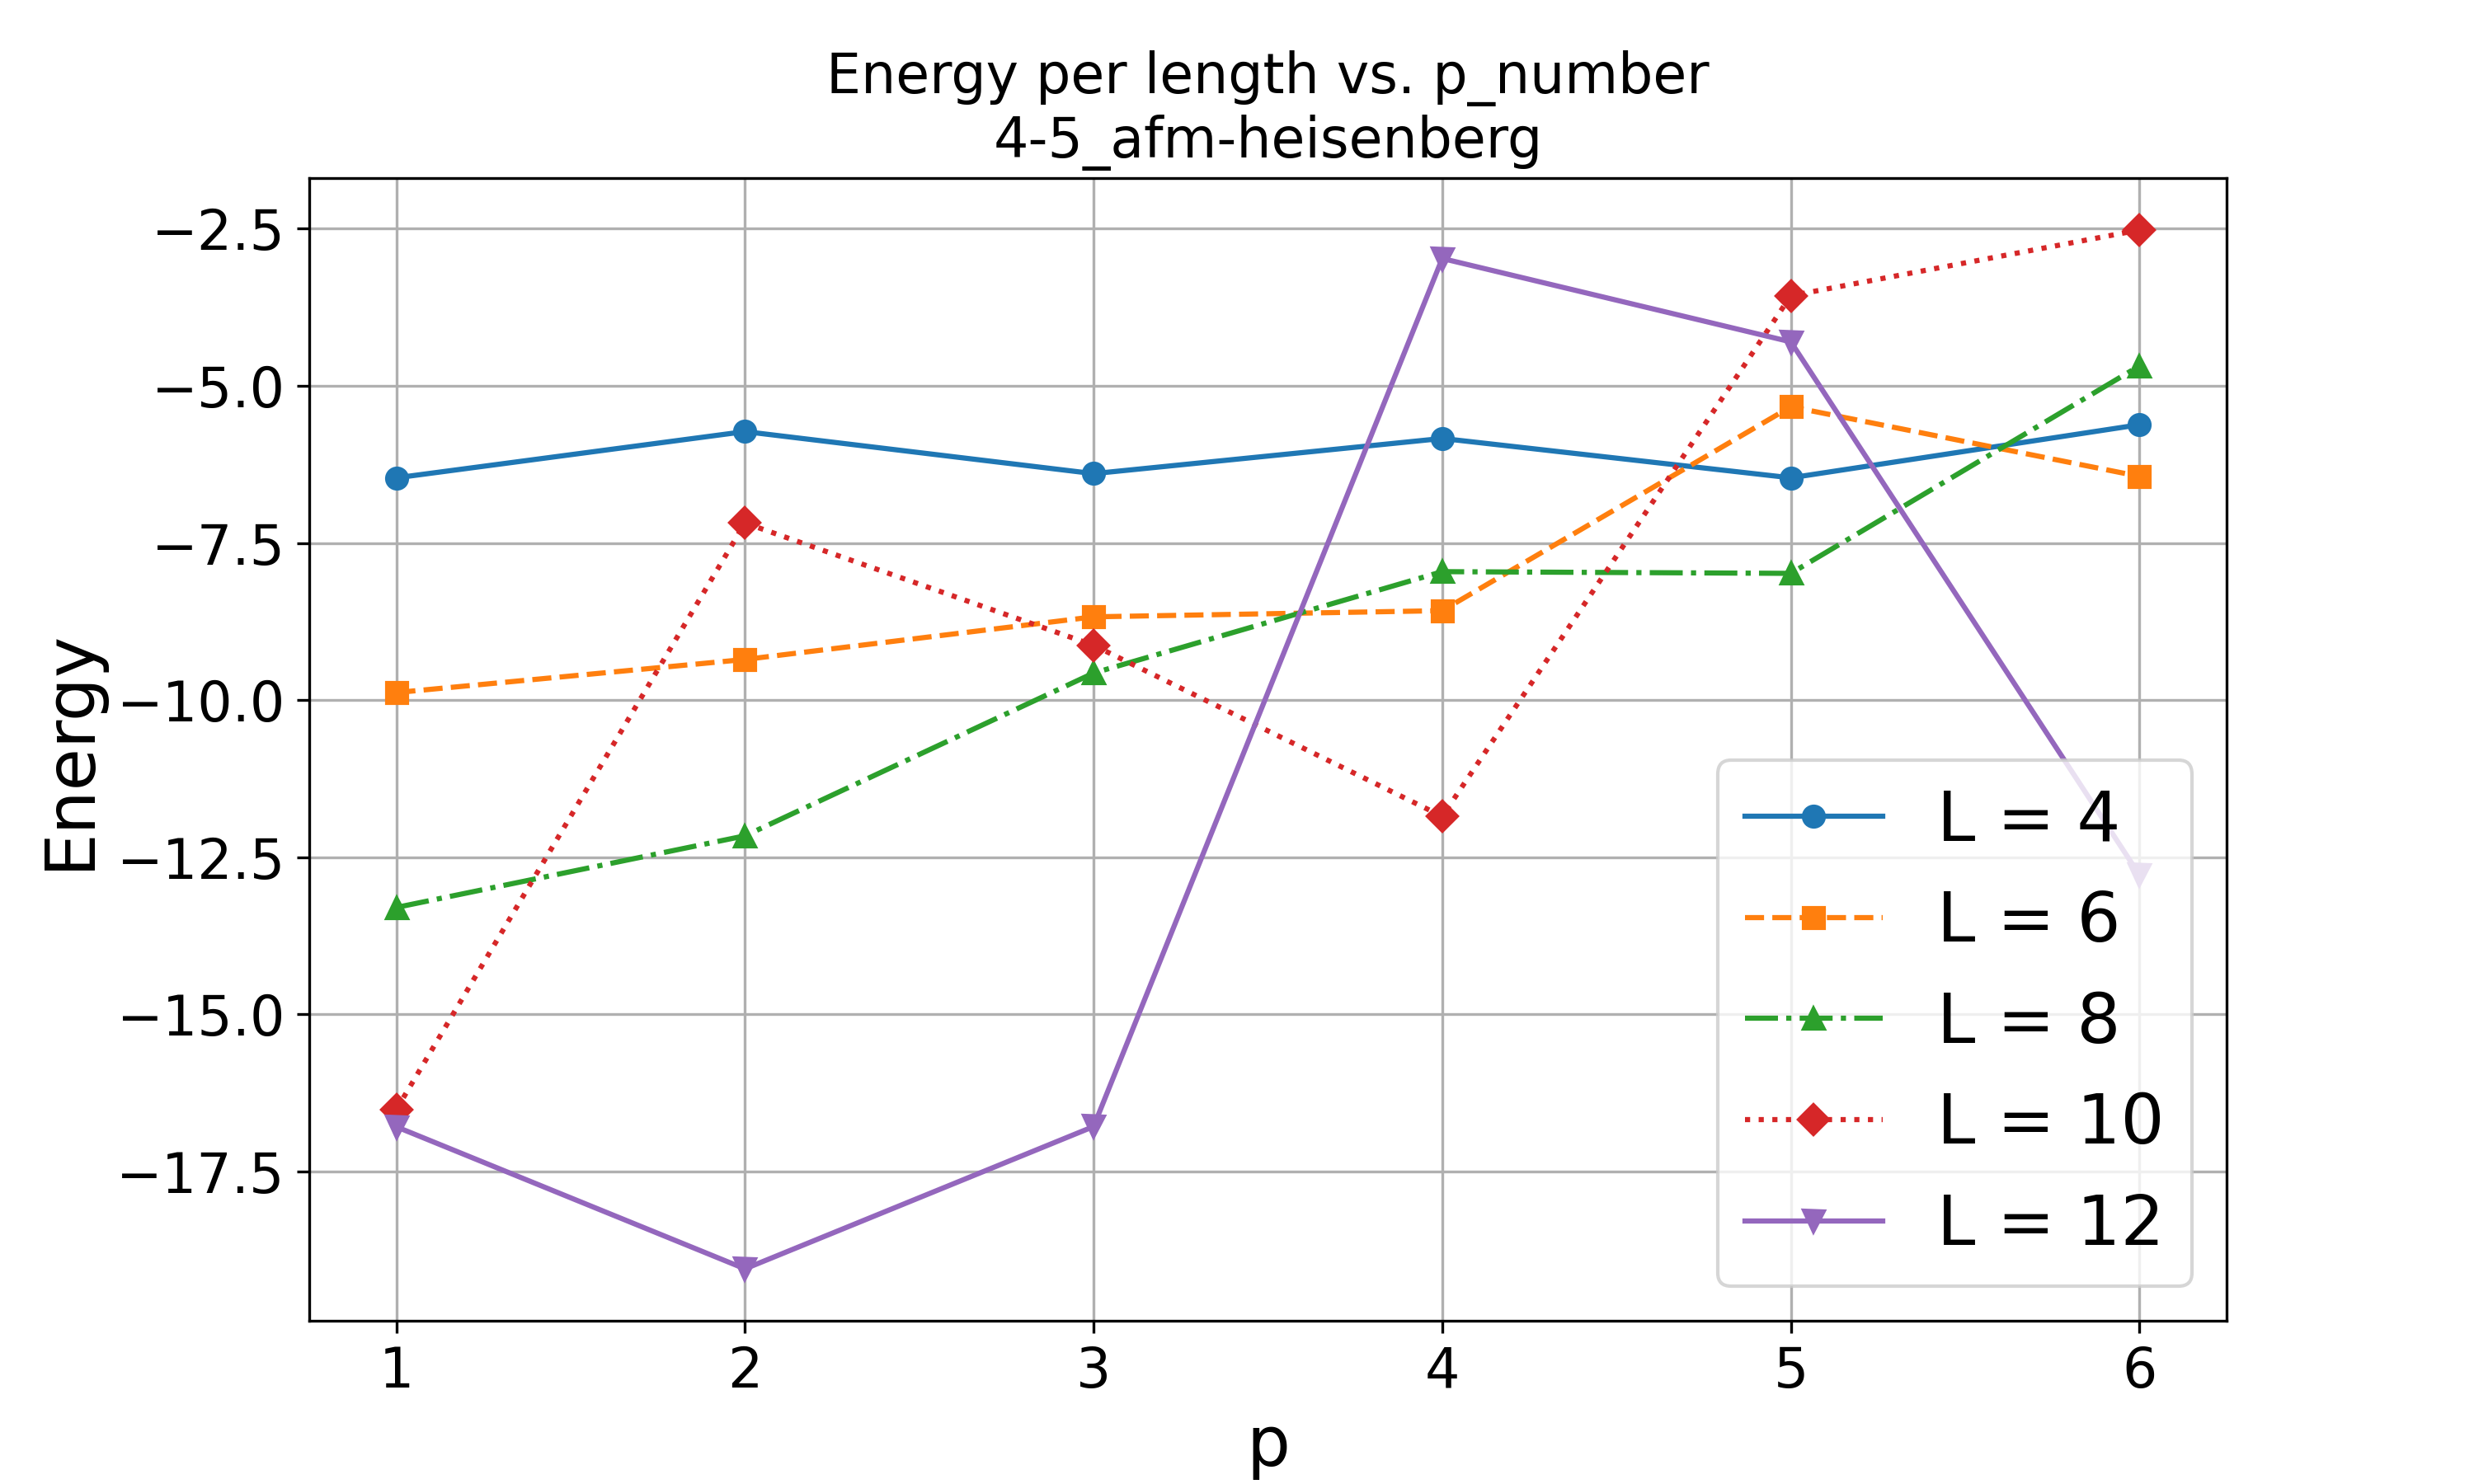 Energy per length vs. p_number
4-5_afm-heisenberg
Energy
−2.5
−5.0
−7.5
−10.0
−12.5
−15.0
−17.5
L = 4
L = 6
L = 8
L = 10
L = 12
1 2 3 4 5 6
p